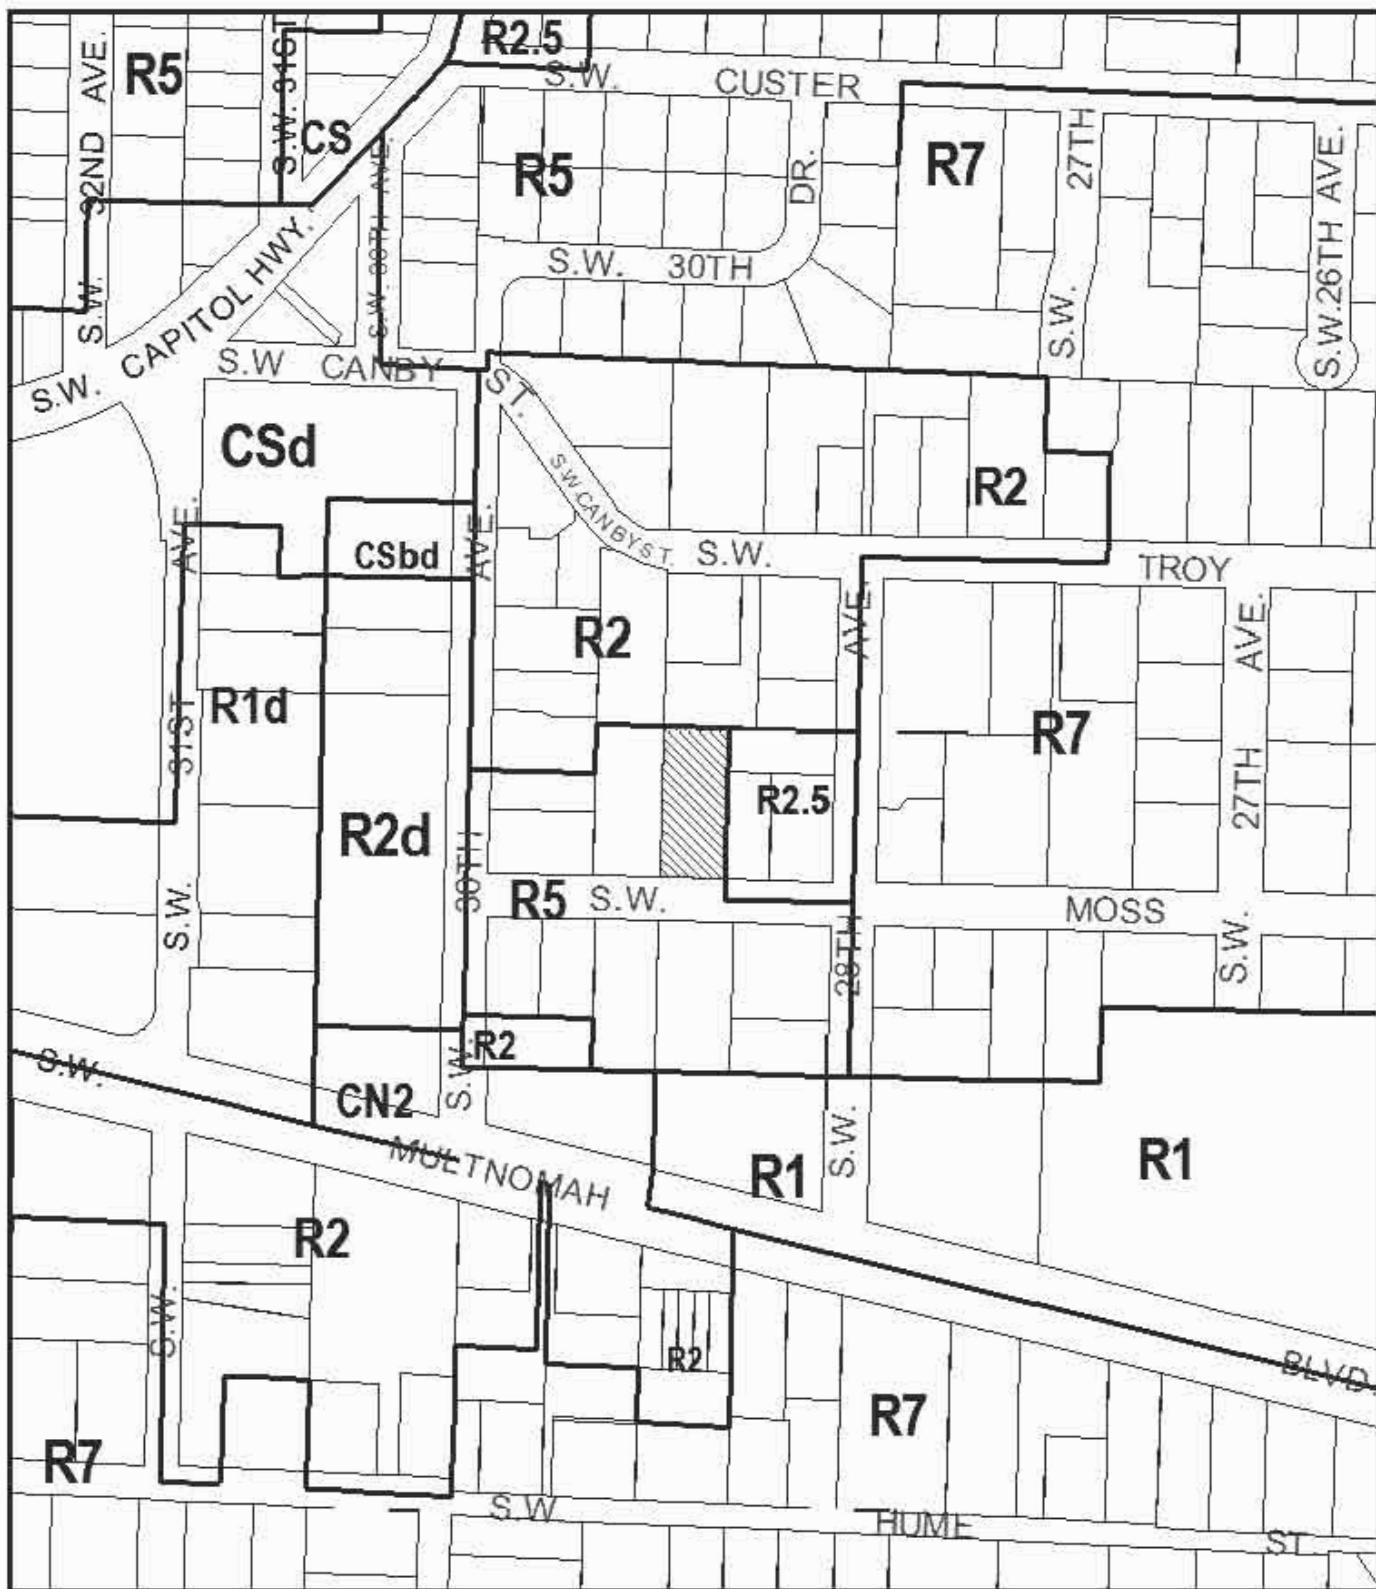 R2.5
S.W. CUSTER
R5
S.W. 32ND AVE.
S.W. 31ST
CS
R5
R7
S.W. 30TH AVE.
DR.
S.W. 27TH
S.W. 26TH AVE.
S.W. 30TH
S.W. CAPITOL HWY.
S.W CANBY ST.
CSd
R2
S.W CANBY ST.
S.W. TROY
AVE.
CSbd
AVE.
R2
AVE.
AVE.
R1d
31ST
R7
R2.5
27TH
R2d
30TH
R5
S.W. MOSS
S.W.
28TH
S.W.
R2
S.W.
S.W.
CN2
S.W.
MULTNOMAH
R1
R1
R2
S.W.
R2
BLVD.
R7
R7
S.W HUME ST.